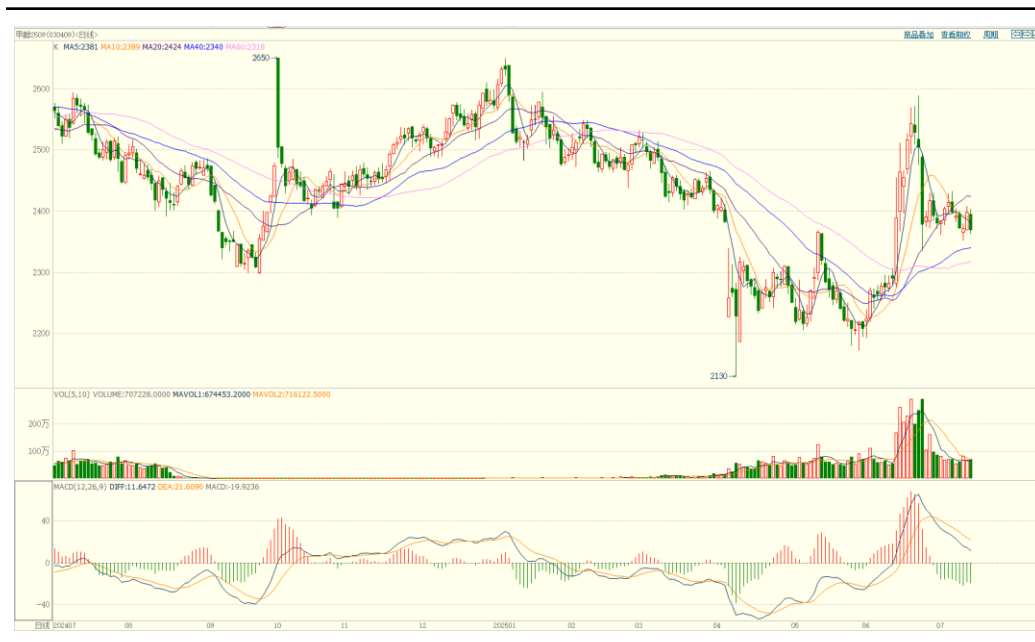 甲醇2509(030409)<日线>
商品叠加 查看期权 周期
K MA5:2381 MA10:2389 MA20:2424 MA40:2340 MA60:2318
2650
2600
2500
2400
2300
2200
2130
VOL(5,10) VOLUME:707228.0000 MAVOL1:674453.2000 MAVOL2:716122.5000
200万
100万
MACD(12,26,9) DIFF:11.6472 DEA:21.6090 MACD:-19.9236
40
0
-40
日线 202407 08 09 10 11 12 202501 02 03 04 05 06 07